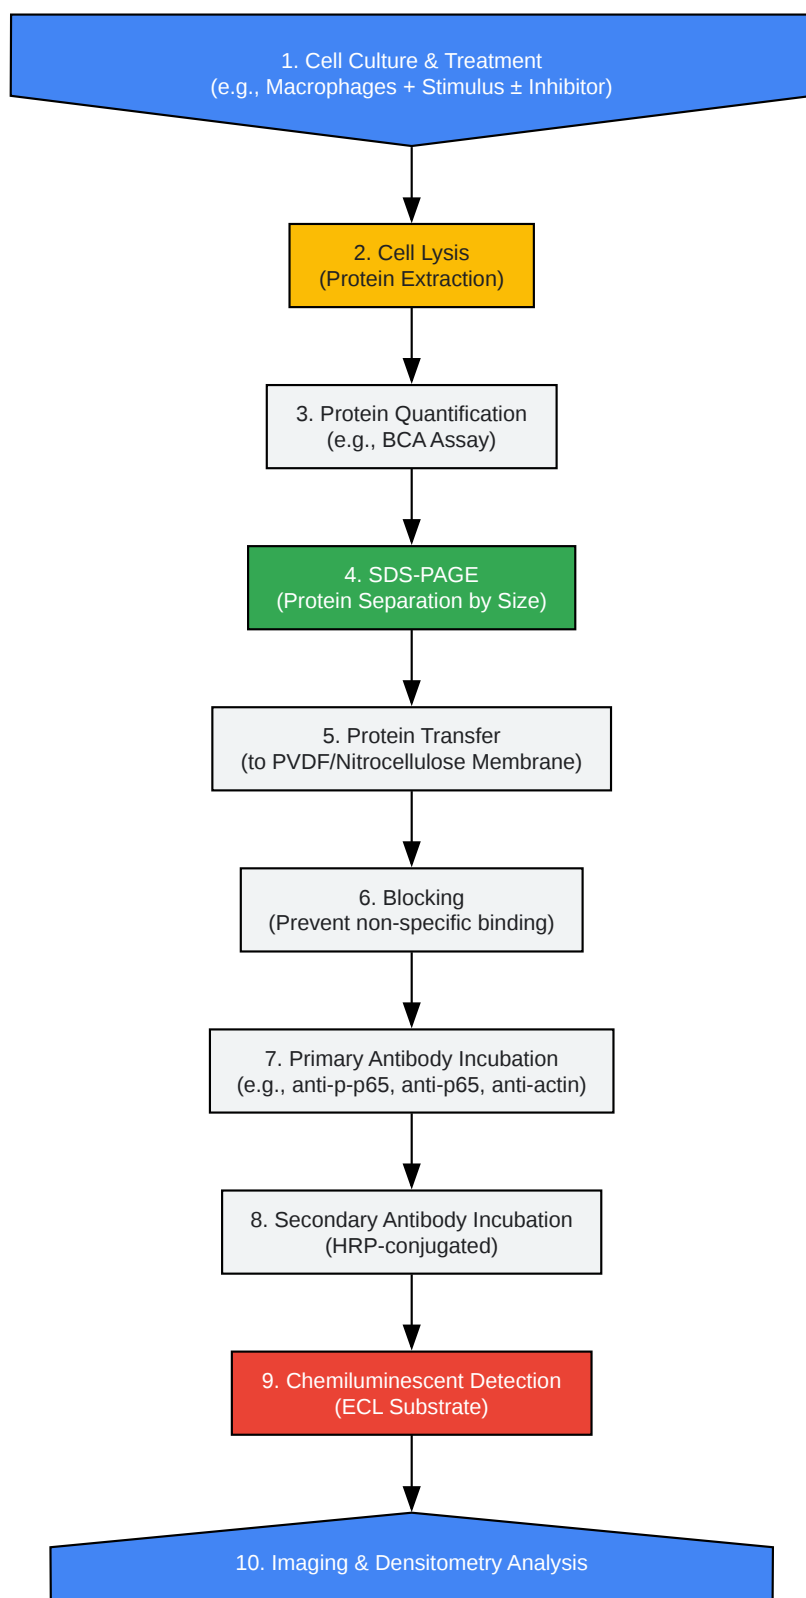 1. Cell Culture & Treatment
(e.g., Macrophages + Stimulus ± Inhibitor)
2. Cell Lysis
(Protein Extraction)
3. Protein Quantification
(e.g., BCA Assay)
4. SDS-PAGE
(Protein Separation by Size)
5. Protein Transfer
(to PVDF/Nitrocellulose Membrane)
6. Blocking
(Prevent non-specific binding)
7. Primary Antibody Incubation
(e.g., anti-p-p65, anti-p65, anti-actin)
8. Secondary Antibody Incubation
(HRP-conjugated)
9. Chemiluminescent Detection
(ECL Substrate)
10. Imaging & Densitometry Analysis